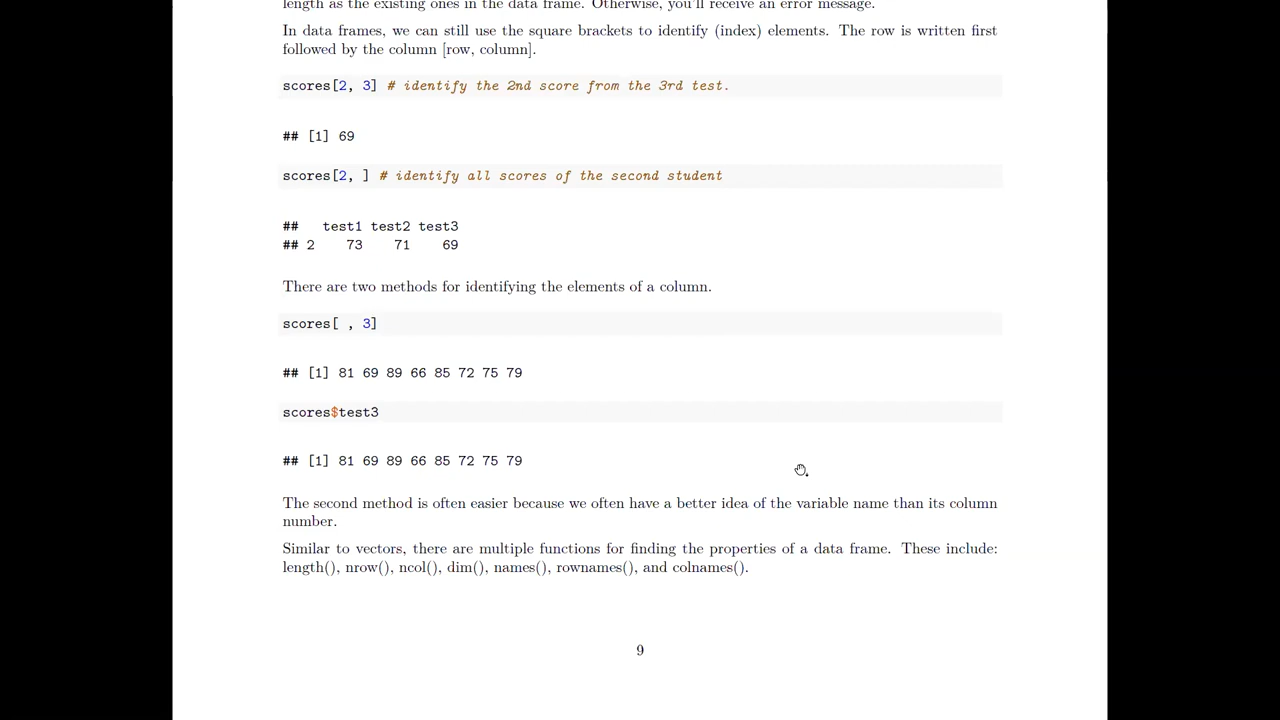 length as the existing ones in the data frame. Otherwise, you'll receive an error message.
In data frames, we can still use the square brackets to identify (index) elements. The row is written first
followed by the column [row, column].
scores[2, 3] # identify the 2nd score from the 3rd test.
## [1] 69
scores[2, ] # identify all scores of the second student
##   test1 test2 test3
## 2    73    71    69
There are two methods for identifying the elements of a column.
scores[ , 3]
## [1] 81 69 89 66 85 72 75 79
scores$test3
## [1] 81 69 89 66 85 72 75 79
The second method is often easier because we often have a better idea of the variable name than its column
number.
Similar to vectors, there are multiple functions for finding the properties of a data frame. These include:
length(), nrow(), ncol(), dim(), names(), rownames(), and colnames().
9